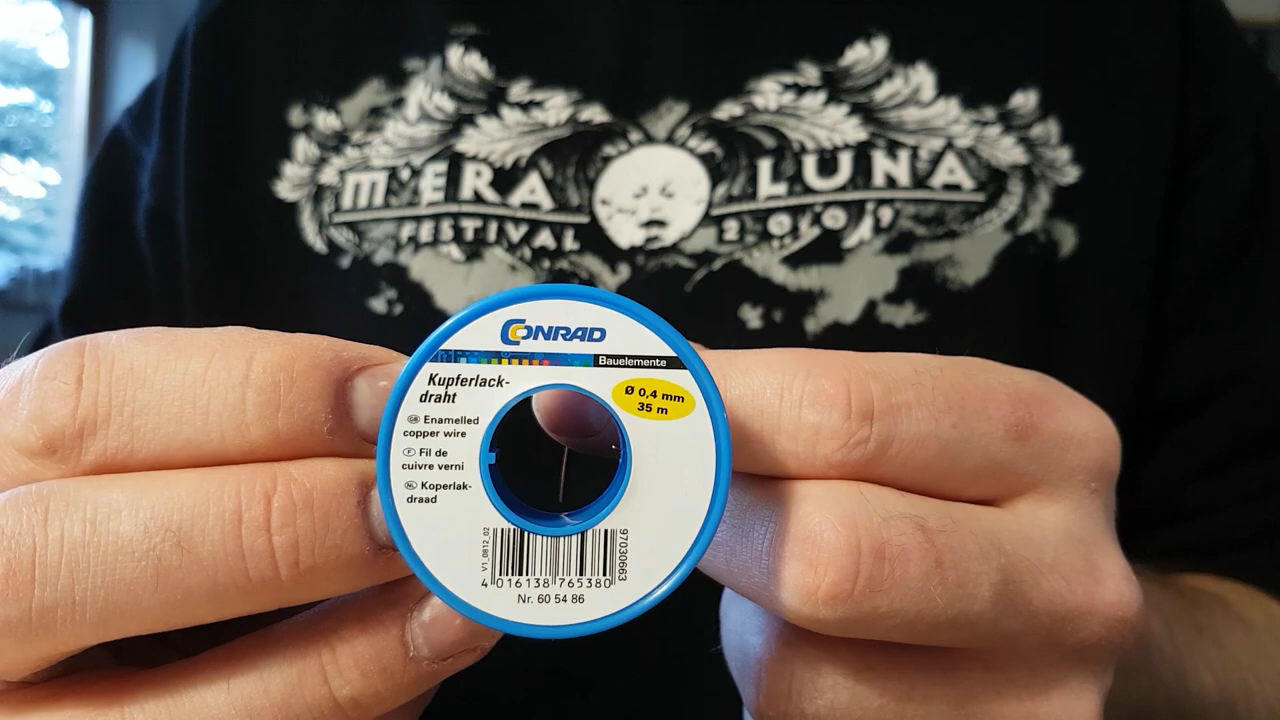 M'ERA LUNA
FESTIVAL 2009
CONRAD
Bauelemente
Kupferlack-
draht
Ø 0,4 mm
35 m
GB Enamelled
copper wire
F Fil de
cuivre verni
NL Koperlak-
draad
V1_0812_02
97030663
4 016138 765380
Nr. 60 54 86